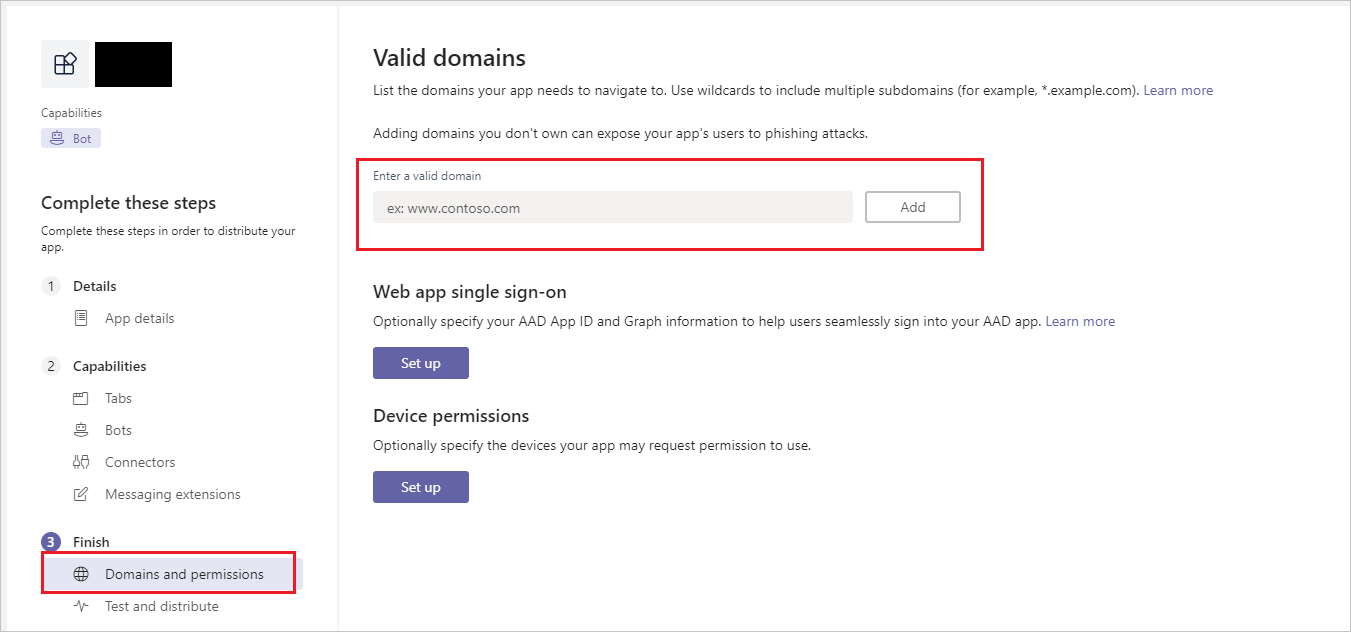 Capabilities
Bot
Complete these steps
Complete these steps in order to distribute your
app.
1 Details
App details
2 Capabilities
Tabs
Bots
Connectors
Messaging extensions
3 Finish
Domains and permissions
Test and distribute
Valid domains
List the domains your app needs to navigate to. Use wildcards to include multiple subdomains (for example, *.example.com). Learn more
Adding domains you don't own can expose your app's users to phishing attacks.
Enter a valid domain
ex: www.contoso.com
Add
Web app single sign-on
Optionally specify your AAD App ID and Graph information to help users seamlessly sign into your AAD app. Learn more
Set up
Device permissions
Optionally specify the devices your app may request permission to use.
Set up